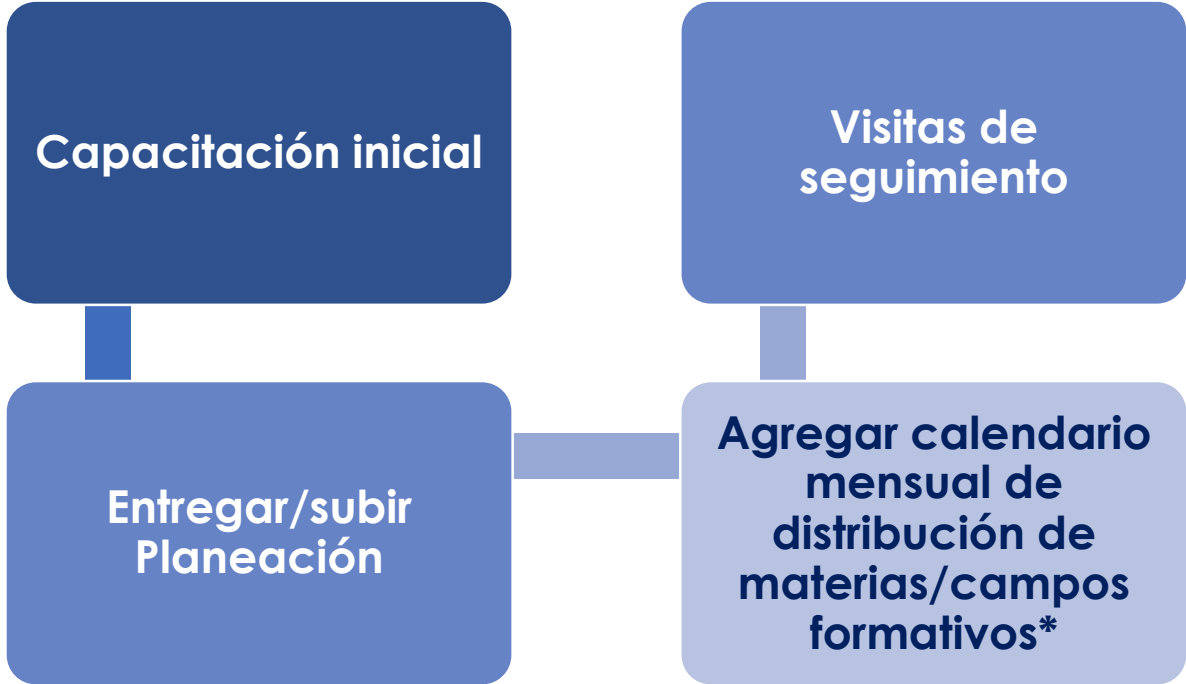 Capacitación inicial
Entregar/subir
Planeación
Agregar calendario
mensual de
distribución de
materias/campos
formativos*
Visitas de
seguimiento